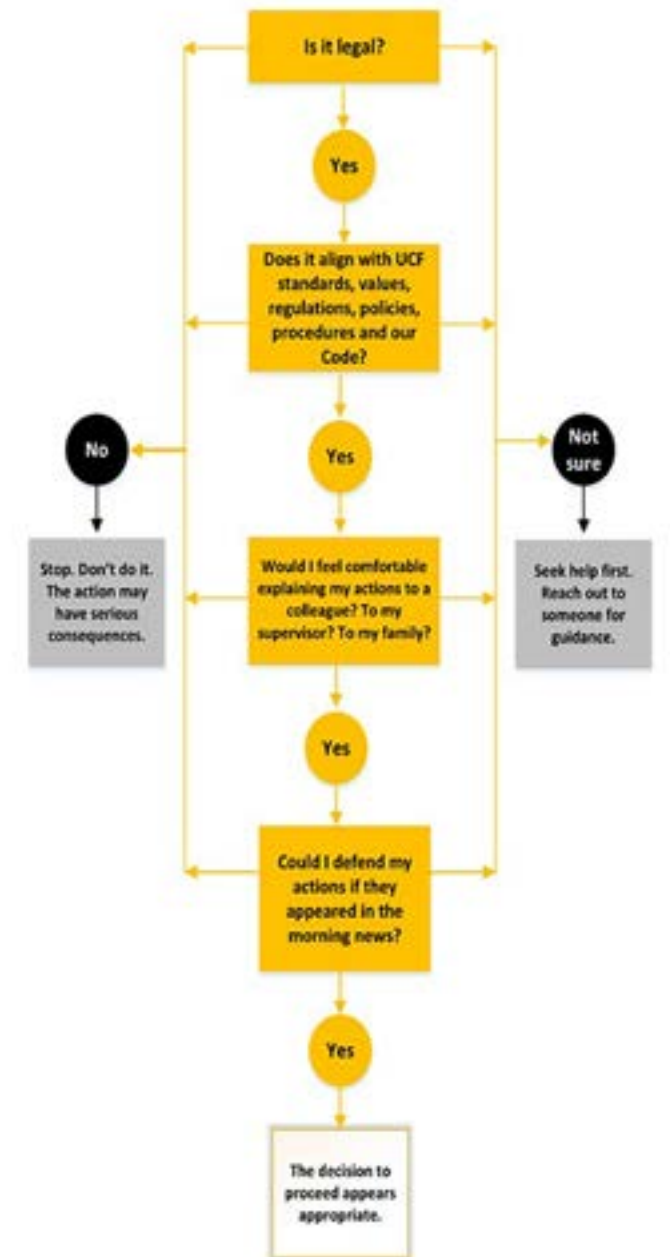 Is it legal?
Yes
Does it align with UCF
standards, values,
regulations, policies,
procedures and our
Code?
No
Yes
Not
sure
Stop. Don't do it.
The action may
have serious
consequences.
Would I feel comfortable
explaining my actions to a
colleague? To my
supervisor? To my family?
Seek help first.
Reach out to
someone for
guidance.
Yes
Could I defend my
actions if they
appeared in the
morning news?
Yes
The decision to
proceed appears
appropriate.